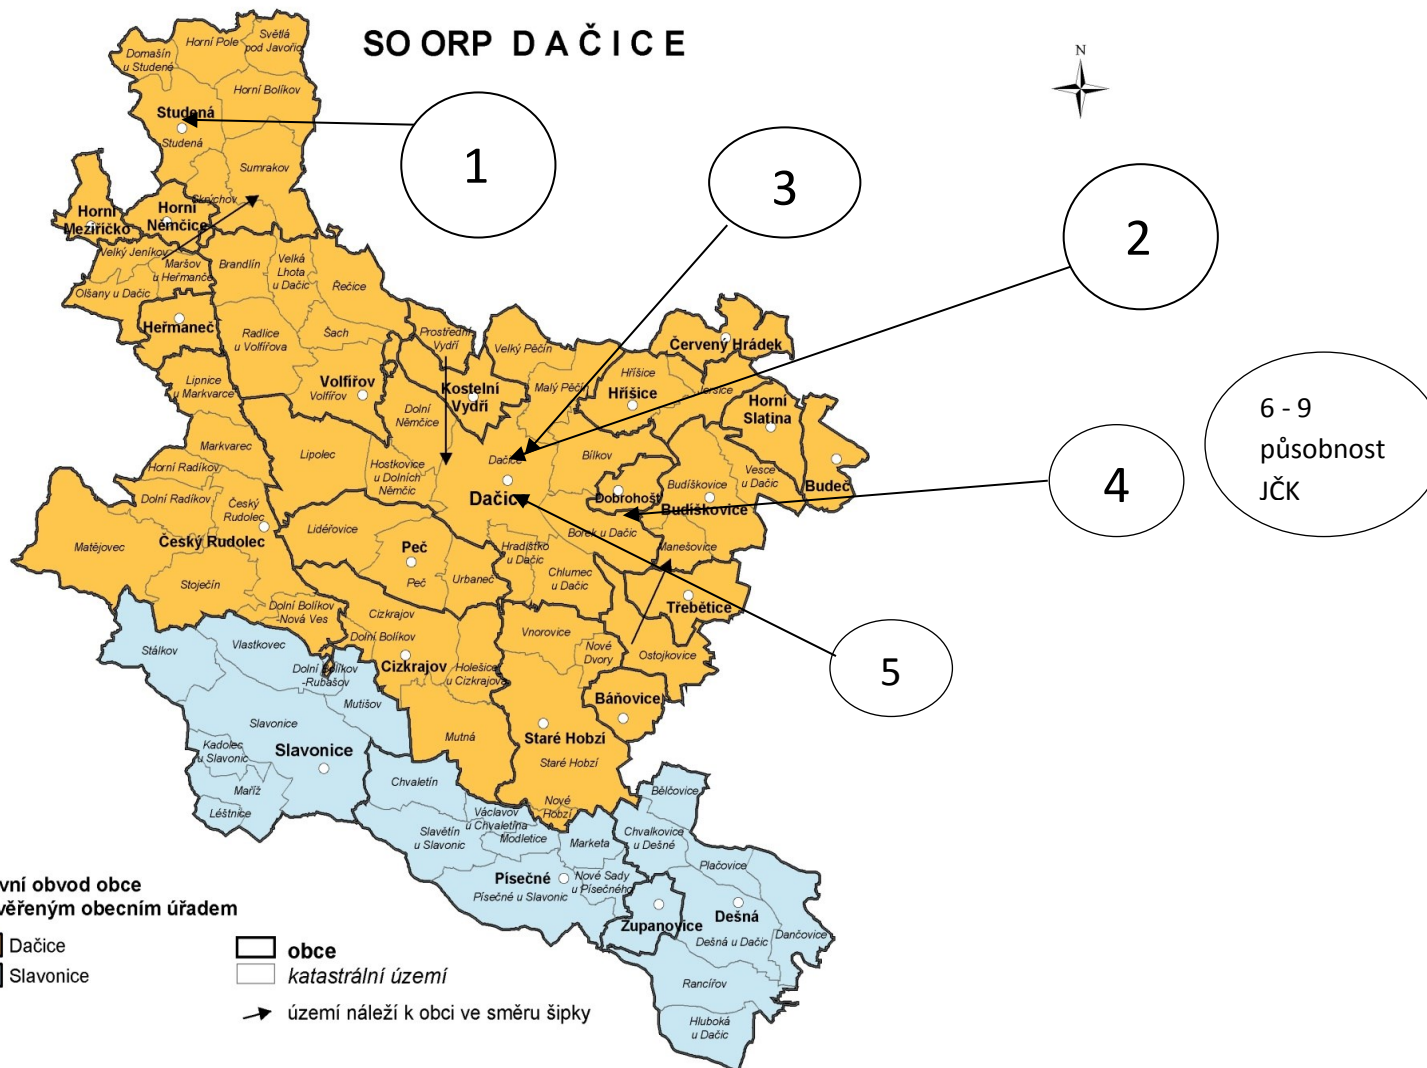 SO ORP DAČICE
N
Světlá
pod Javořicí
Horní Pole
Domašín
u Studené
Horní Bolíkov
Studená
Studená
1
3
2
Sumrakov
Skrýchov
Horní
Meziříčko
Horní
Němčice
Velký Jeníkov
Maršov
u Heřmanče
Olšany u Dačic
Brandlín
Velká
Lhota
u Dačic
Řečice
Heřmaneč
Radlice
u Volfířova
Šach
Prostřední
Vydří
Velký Pěčín
Červený Hrádek
Lipnice
u Markvarce
Volfířov
Volfířov
Kostelní
Vydří
Malý Pěčín
Hříšice
Hříšice
Jersice
Horní
Slatina
6 - 9
působnost
JČK
Dolní
Němčice
Markvarec
Lipolec
Hostkovice
u Dolních
Němčic
Dačice
Bílkov
Vesce
u Dačic
Horní Radíkov
Dolní Radíkov
Český
Rudolec
Dačice
Dobrohošť
Budíškovice
Budíškovice
Budeč
4
Matějovec
Český Rudolec
Lidéřovice
Peč
Peč
Urbaneč
Hradišťko
u Dačic
Borek u Dačic
Manešovice
Chlumec
u Dačic
Stoječín
Dolní Bolíkov
-Nová Ves
Cizkrajov
Třebětice
Stálkov
Vlastkovec
Dolní Bolíkov
Cizkrajov
Holešice
u Cizkrajova
Vnorovice
Nové
Dvory
Ostojkovice
5
Dolní Bolíkov
-Rubašov
Mutišov
Báňovice
Slavonice
Slavonice
Mutná
Staré Hobzí
Staré Hobzí
Kadolec
u Slavonic
Maříž
Léštnice
Chvaletín
Nové
Hobzí
Bělčovice
Václavov
u Chvaletína
Slavětín
u Slavonic
Modletice
Marketa
Chvalkovice
u Dešné
Plačovice
Písečné
Písečné u Slavonic
Nové Sady
u Písečného
Županovice
Dešná
Dešná u Dačic
Dančovice
Rancířov
Hluboká
u Dačic
vní obvod obce
věřeným obecním úřadem
Dačice
Slavonice
obce
katastrální území
území náleží k obci ve směru šipky